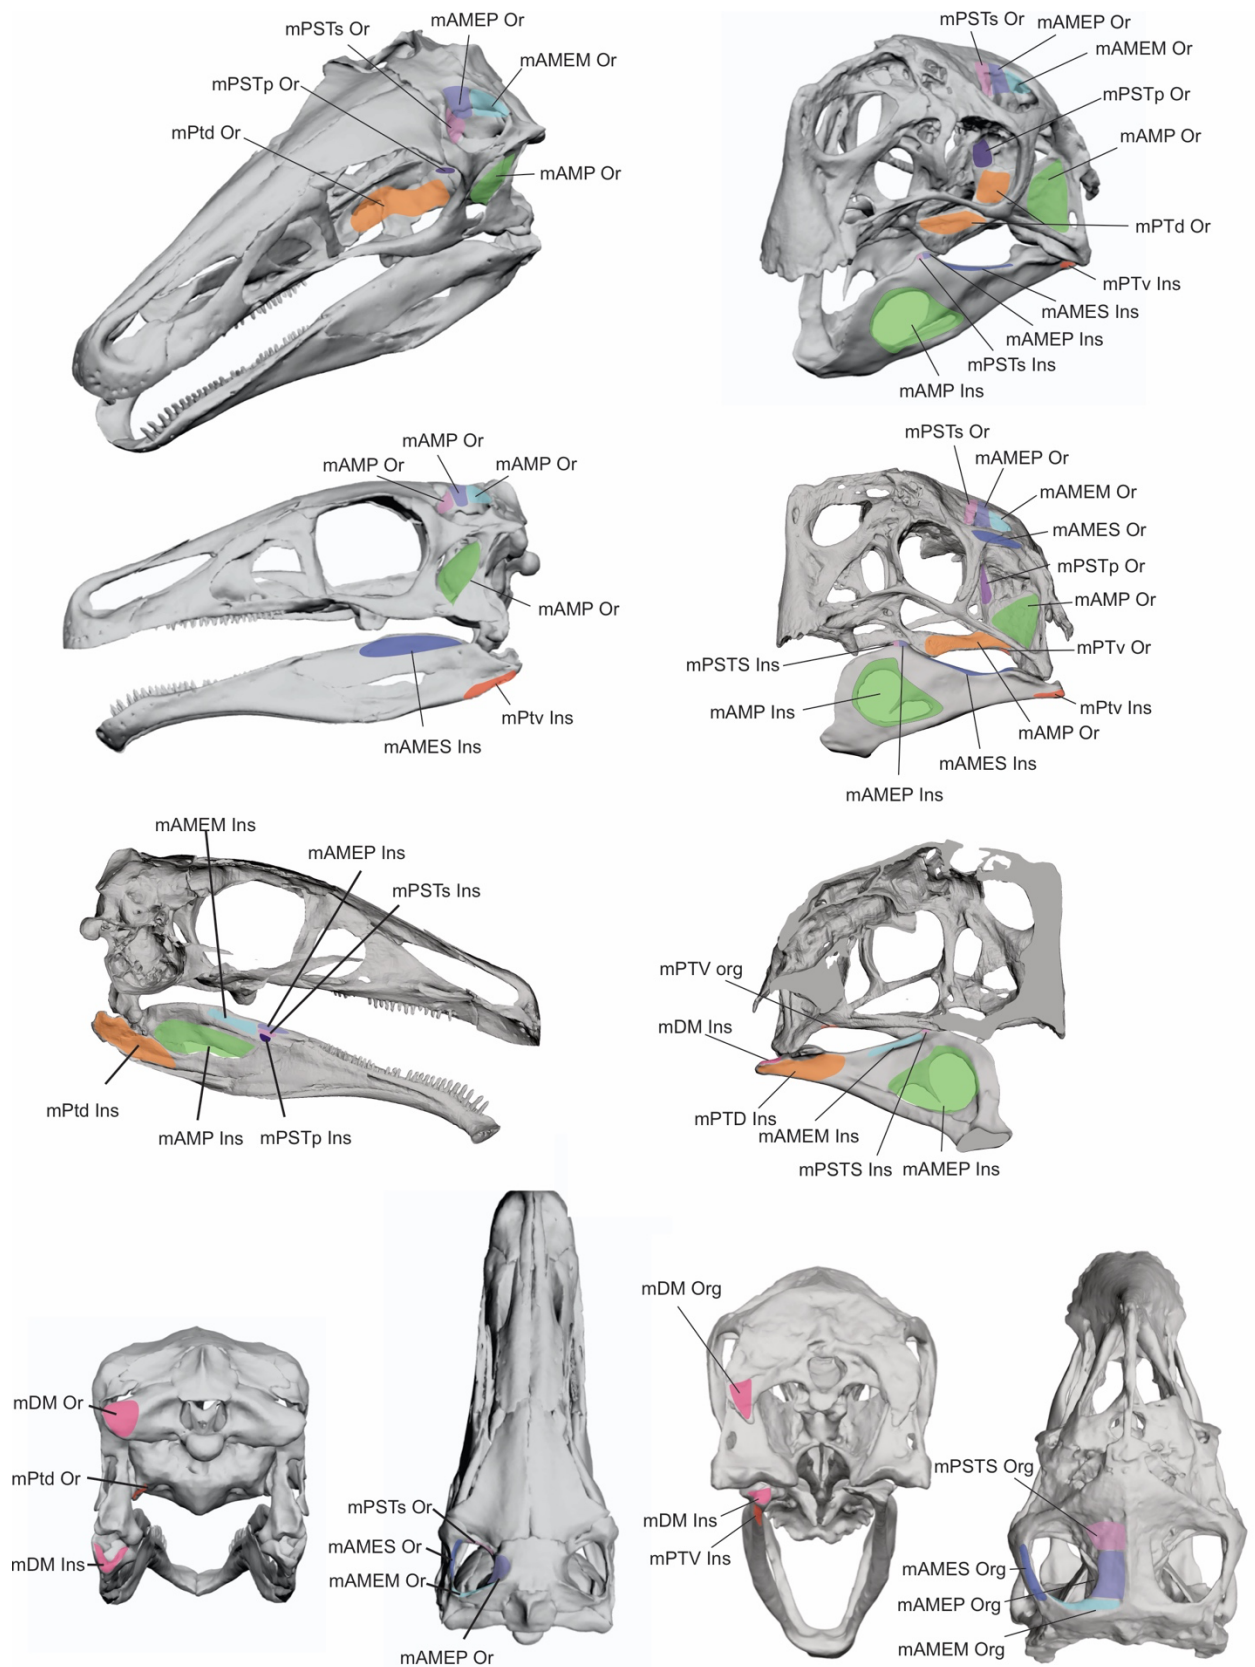 mAMEP Or
mPSTs Or
mAMEM Or
mPSTp Or
mPtd Or
mAMP Or
mPSTs Or
mAMEP Or
mAMEM Or
mPSTp Or
mAMP Or
mPTd Or
mPTv Ins
mAMES Ins
mAMEP Ins
mPSTs Ins
mAMP Ins
mAMP Or
mAMP Or
mAMP Or
mAMP Or
mPtv Ins
mAMES Ins
mPSTs Or
mAMEP Or
mAMEM Or
mAMES Or
mPSTp Or
mAMP Or
mPTv Or
mPSTS Ins
mAMP Ins
mPtv Ins
mAMP Or
mAMES Ins
mAMEP Ins
mAMEM Ins
mAMEP Ins
mPSTs Ins
mPtd Ins
mAMP Ins
mPSTp Ins
mPTV org
mDM Ins
mPTD Ins
mAMEM Ins
mPSTS Ins
mAMEP Ins
mDM Or
mPtd Or
mDM Ins
mPSTs Or
mAMES Or
mAMEM Or
mAMEP Or
mDM Org
mDM Ins
mPTV Ins
mPSTS Org
mAMES Org
mAMEP Org
mAMEM Org